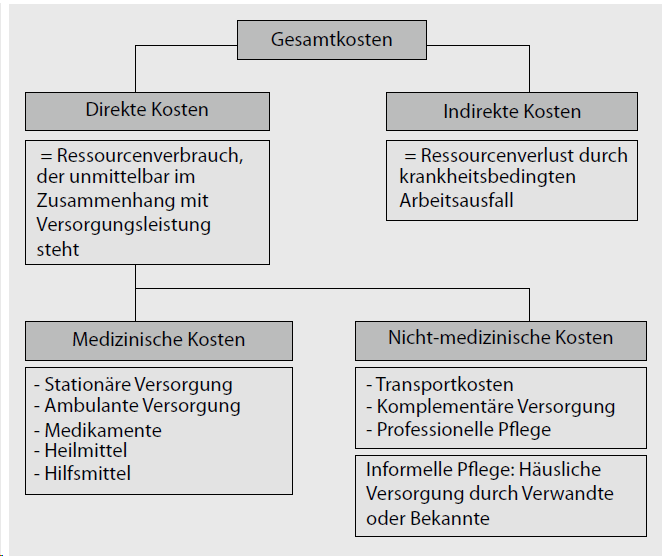 Gesamtkosten
Direkte Kosten
= Ressourcenverbrauch,
der unmittelbar im
Zusammenhang mit
Versorgungsleistung
steht
Indirekte Kosten
= Ressourcenverlust durch
krankheitsbedingten
Arbeitsausfall
Medizinische Kosten
- Stationäre Versorgung
- Ambulante Versorgung
- Medikamente
- Heilmittel
- Hilfsmittel
Nicht-medizinische Kosten
- Transportkosten
- Komplementäre Versorgung
- Professionelle Pflege
Informelle Pflege: Häusliche
Versorgung durch Verwandte
oder Bekannte